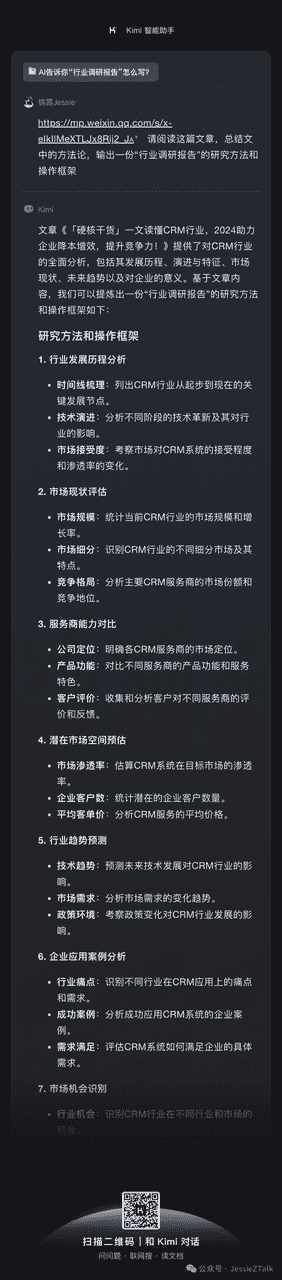 Kimi 智能助手
AI告诉你“行业调研报告”怎么写?
锦霞Jessie
https://mp.weixin.qq.com/s/x-
请阅读这篇文章，总结文
中的方法论，输出一份“行业调研报告”的研究方法和
操作框架
Kimi
文章《「硬核干货」一文读懂CRM行业，2024助力
企业降本增效，提升竞争力！》提供了对CRM行业
的全面分析，包括其发展历程、演进与特征、市场
现状、未来趋势以及对企业的意义。基于文章内
容，我们可以提炼出一份“行业调研报告”的研究方
法和操作框架如下：
研究方法和操作框架
1. 行业发展历程分析
• 时间线梳理：列出CRM行业从起步到现在的关
键发展节点。
• 技术演进：分析不同阶段的技术革新及其对行
业的影响。
• 市场接受度：考察市场对CRM系统的接受程度
和渗透率的变化。
2. 市场现状评估
• 市场规模：统计当前CRM行业的市场规模和增
长率。
• 市场细分：识别CRM行业的不同细分市场及其
特点。
• 竞争格局：分析主要CRM服务商的市场份额和
竞争地位。
3. 服务商能力对比
• 公司定位：明确各CRM服务商的市场定位。
• 产品功能：对比不同服务商的产品功能和服务
特色。
• 客户评价：收集和分析客户对不同服务商的评
价和反馈。
4. 潜在市场空间预估
• 市场渗透率：估算CRM系统在目标市场的渗透
率。
• 企业客户数：统计潜在的企业客户数量。
• 平均客单价：分析CRM服务的平均价格。
5. 行业趋势预测
• 技术趋势：预测未来技术发展对CRM行业的影
响。
• 市场需求：分析市场需求的变化趋势。
• 政策环境：考察政策变化对CRM行业发展的影
响。
6. 企业应用案例分析
• 行业痛点：识别不同行业在CRM应用上的痛点
和需求。
• 成功案例：分析成功应用CRM系统的企业案
例。
• 需求满足：评估CRM系统如何满足企业的具体
需求。
7. 市场机会识别
• 行业机会：识别CRM行业在不同行业和市场的
机会。
扫描二维码｜和 Kimi 对话
问问题 · 联网搜 · 读文档
公众号 · JessieZTalk